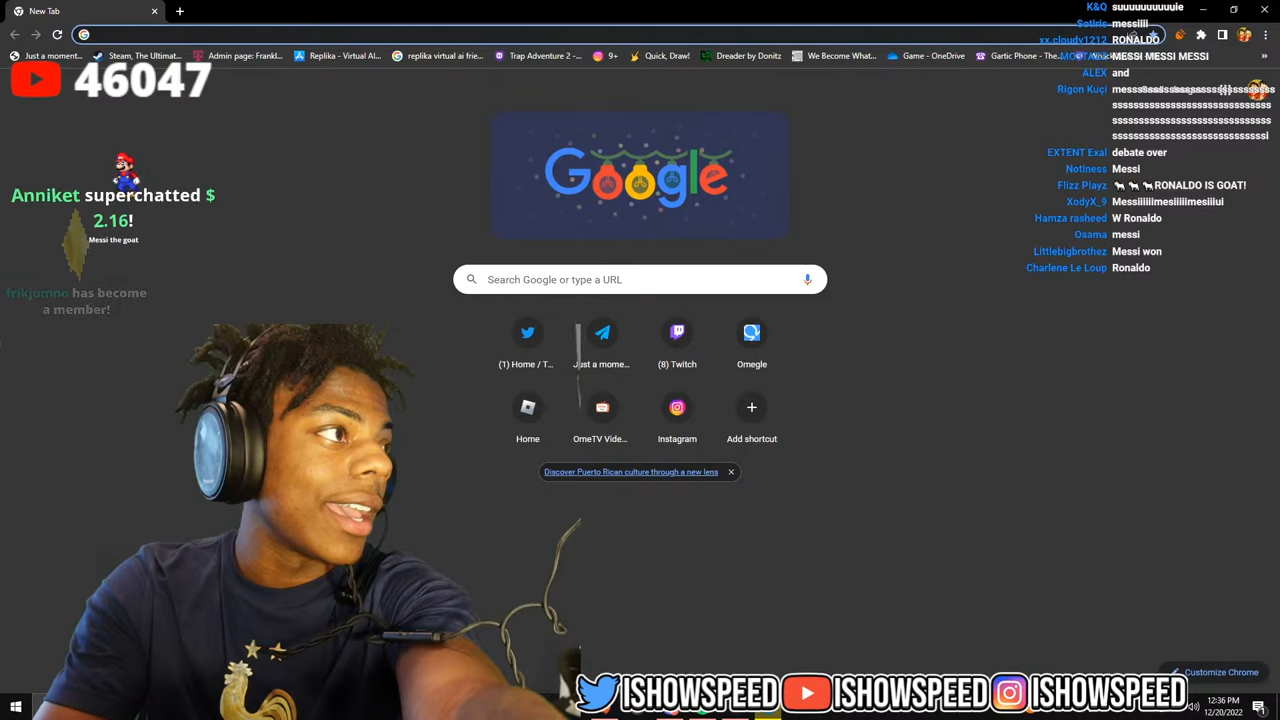 New Tab
Just a moment...
Steam, The Ultimat...
Admin page: Frankl...
Replika - Virtual AI...
replika virtual ai frie...
Trap Adventure 2 -...
9+
Quick, Draw!
Dreader by Donitz
We Become What...
Game - OneDrive
Gartic Phone - The...
»
46047
Anniket superchatted $
2.16!
Messi the goat
frikjumno has become
a member!
Google
Search Google or type a URL
(1) Home / T...
Just a mome...
(8) Twitch
Omegle
Home
OmeTV Vide...
Instagram
Add shortcut
Discover Puerto Rican culture through a new lens
K&Q suuuuuuuuuie
Sotiris messiiii
xx.cloudy1212 RONALDO
MESSI MESSI MESSI
ALEX and
Rigon Kuçi
EXTENT Exal debate over
Notiness Messi
Flizz Playz 🐐🐐🐐RONALDO IS GOAT!
XodyX_9 Messiiiiiimesiiiiimesiiiiui
Hamza rasheed W Ronaldo
Osama messi
Littlebigbrothez Messi won
Charlene Le Loup Ronaldo
Customize Chrome
ISHOWSPEED ISHOWSPEED ISHOWSPEED
12:36 PM
12/20/2022